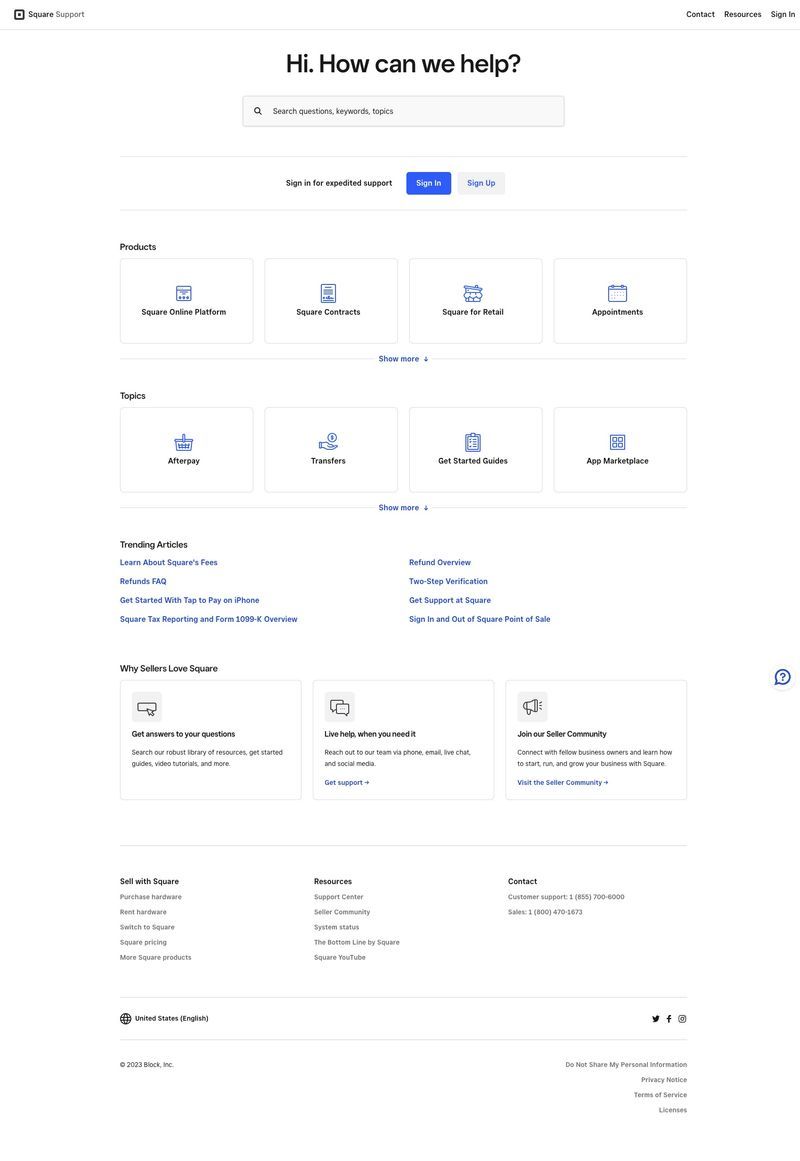 Square Support
Contact Resources Sign In
Hi. How can we help?
Search questions, keywords, topics
Sign in for expedited support Sign In Sign Up
Products
Square Online Platform
Square Contracts
Square for Retail
Appointments
Show more ↓
Topics
Afterpay
Transfers
Get Started Guides
App Marketplace
Show more ↓
Trending Articles
Learn About Square's Fees
Refund Overview
Refunds FAQ
Two-Step Verification
Get Started With Tap to Pay on iPhone
Get Support at Square
Square Tax Reporting and Form 1099-K Overview
Sign In and Out of Square Point of Sale
Why Sellers Love Square
Get answers to your questions
Search our robust library of resources, get started
guides, video tutorials, and more.
Live help, when you need it
Reach out to our team via phone, email, live chat,
and social media.
Get support →
Join our Seller Community
Connect with fellow business owners and learn how
to start, run, and grow your business with Square.
Visit the Seller Community →
Sell with Square
Purchase hardware
Rent hardware
Switch to Square
Square pricing
More Square products
Resources
Support Center
Seller Community
System status
The Bottom Line by Square
Square YouTube
Contact
Customer support: 1 (855) 700-6000
Sales: 1 (800) 470-1673
United States (English)
© 2023 Block, Inc.
Do Not Share My Personal Information
Privacy Notice
Terms of Service
Licenses